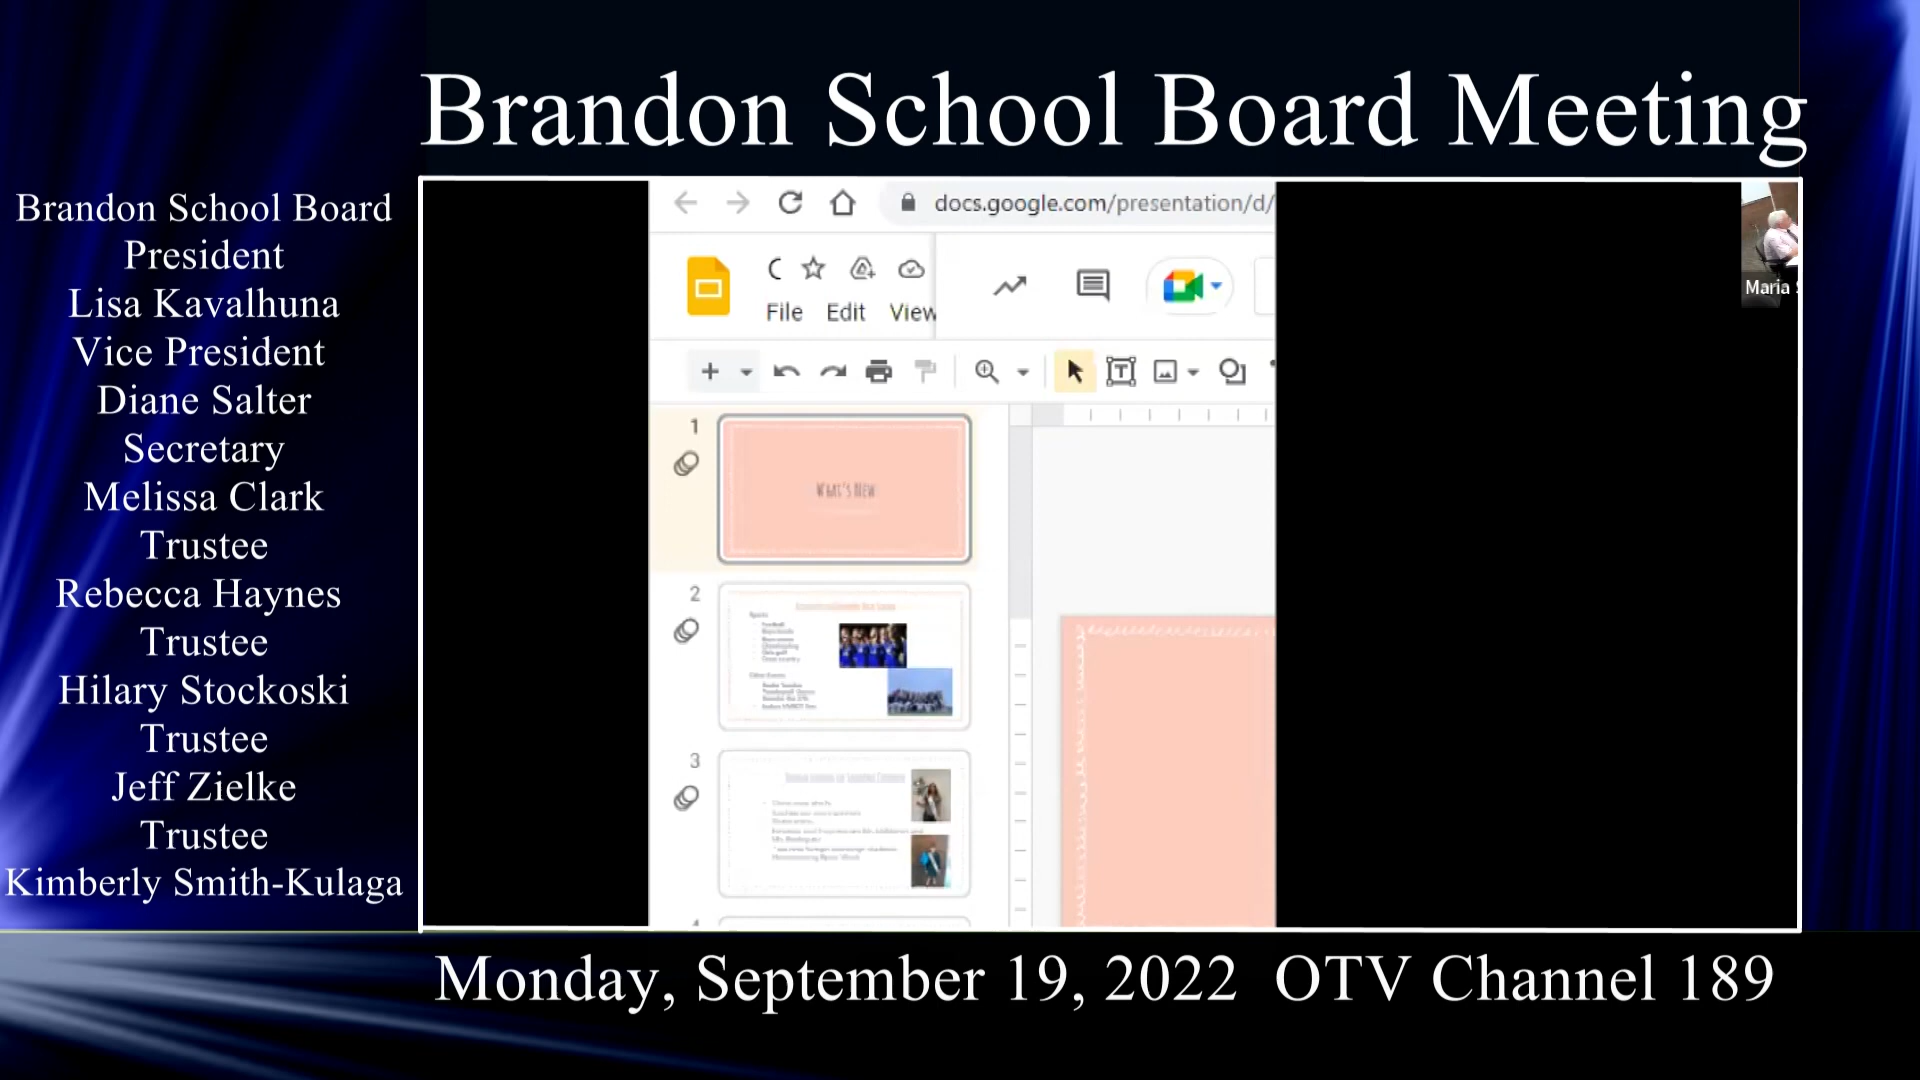 Brandon School Board Meeting
Brandon School Board
President
Lisa Kavalhuna
Vice President
Diane Salter
Secretary
Melissa Clark
Trustee
Rebecca Haynes
Trustee
Hilary Stockoski
Trustee
Jeff Zielke
Trustee
Kimberly Smith-Kulaga
docs.google.com/presentation/d/
File Edit View
1
What's New
2
3
Maria
Monday, September 19, 2022 OTV Channel 189